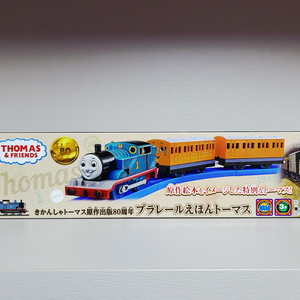 THOMAS
& FRIENDS
80
Thomas
原作絵本をイメージした特別なトーマス!
きかんしゃトーマス原作出版80周年 プラレールえほんトーマス